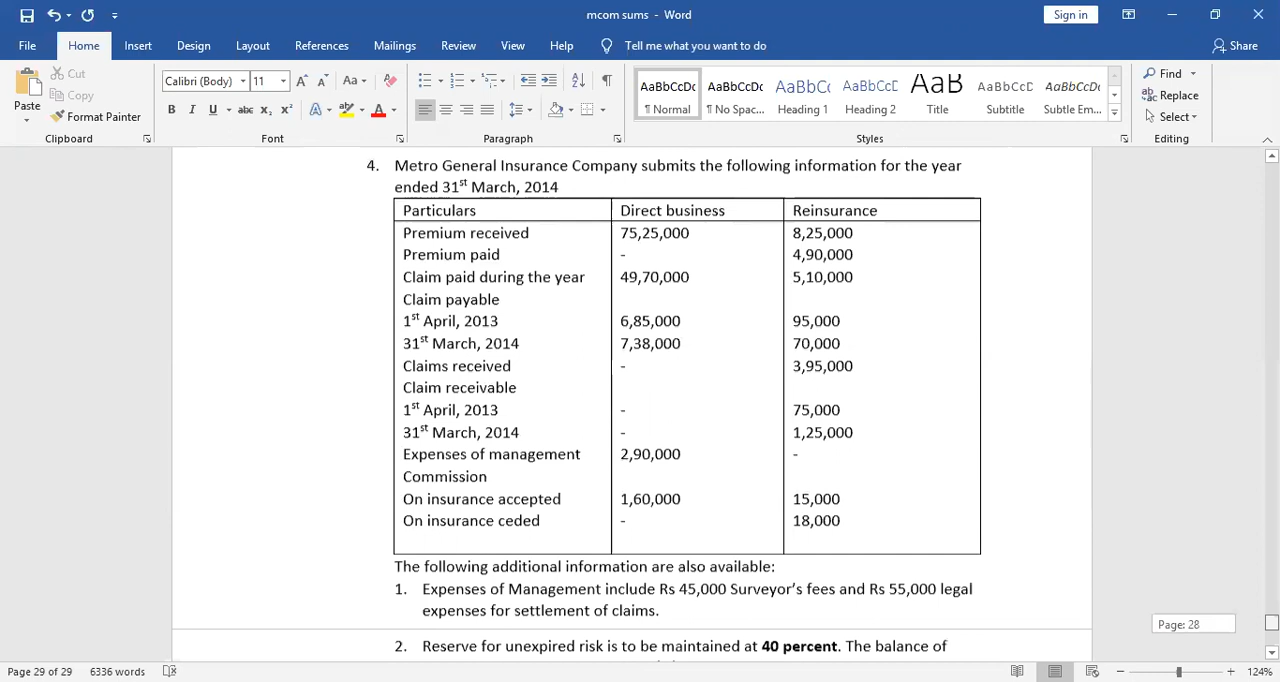 mcom sums - Word
Sign in
File Home Insert Design Layout References Mailings Review View Help Tell me what you want to do Share
Paste
Cut
Copy
Format Painter
Calibri (Body) 11
AaBbCcDc AaBbCcDc AaBbC AaBbCcC AaB AaBbCcD AaBbCcDc
¶ Normal ¶ No Spac... Heading 1 Heading 2 Title Subtitle Subtle Em...
Find
Replace
Select
Clipboard Font Paragraph Styles Editing
4. Metro General Insurance Company submits the following information for the year
ended 31st March, 2014
Particulars Direct business Reinsurance
Premium received 75,25,000 8,25,000
Premium paid - 4,90,000
Claim paid during the year 49,70,000 5,10,000
Claim payable
1st April, 2013 6,85,000 95,000
31st March, 2014 7,38,000 70,000
Claims received - 3,95,000
Claim receivable
1st April, 2013 - 75,000
31st March, 2014 - 1,25,000
Expenses of management 2,90,000 -
Commission
On insurance accepted 1,60,000 15,000
On insurance ceded - 18,000
The following additional information are also available:
1. Expenses of Management include Rs 45,000 Surveyor's fees and Rs 55,000 legal
expenses for settlement of claims.
Page: 28
2. Reserve for unexpired risk is to be maintained at 40 percent. The balance of
Page 29 of 29 6336 words 124%